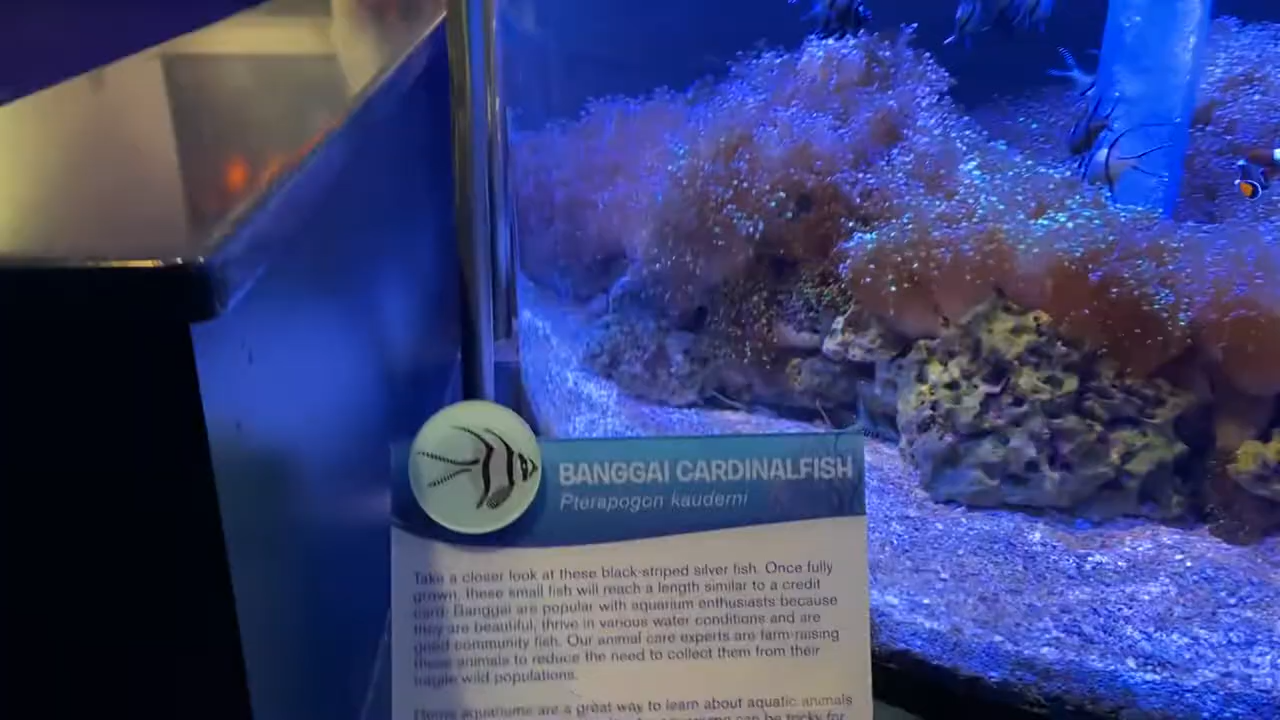 BANGGAI CARDINALFISH
Pterapogon kauderni
Take a closer look at these black-striped silver fish. Once fully
grown, these small fish will reach a length similar to a credit
card. Banggai are popular with aquarium enthusiasts because
they are beautiful, thrive in various water conditions and are
good community fish. Our animal care experts are farm-raising
these animals to reduce the need to collect them from their
fragile wild populations.
Home aquariums are a great way to learn about aquatic animals
can be tricky for